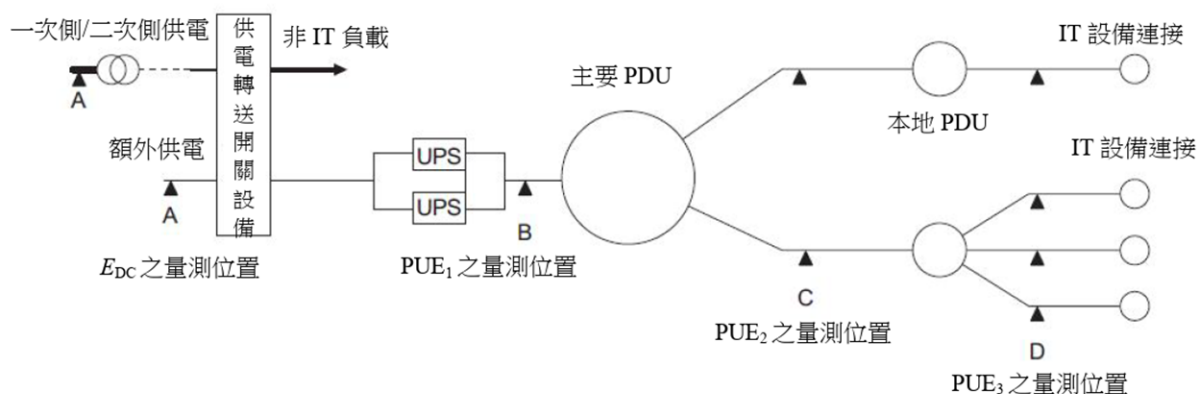 一次側/二次側供電
供電轉送開關設備
非 IT 負載
A
額外供電
A
E_DC 之量測位置
UPS
UPS
B
PUE₁ 之量測位置
主要 PDU
C
PUE₂ 之量測位置
本地 PDU
IT 設備連接
IT 設備連接
D
PUE₃ 之量測位置